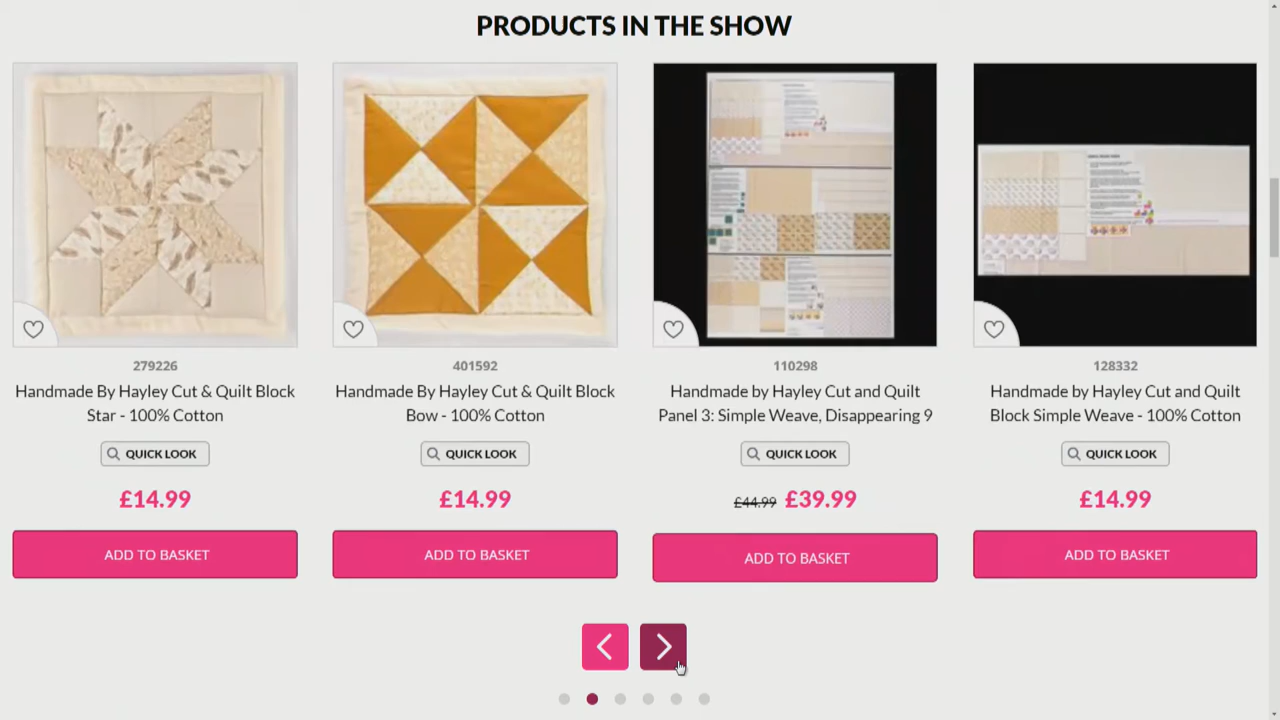 PRODUCTS IN THE SHOW
279226
Handmade By Hayley Cut & Quilt Block
Star - 100% Cotton
QUICK LOOK
£14.99
ADD TO BASKET
401592
Handmade By Hayley Cut & Quilt Block
Bow - 100% Cotton
QUICK LOOK
£14.99
ADD TO BASKET
110298
Handmade by Hayley Cut and Quilt
Panel 3: Simple Weave, Disappearing 9
QUICK LOOK
£44.99 £39.99
ADD TO BASKET
128332
Handmade by Hayley Cut and Quilt
Block Simple Weave - 100% Cotton
QUICK LOOK
£14.99
ADD TO BASKET